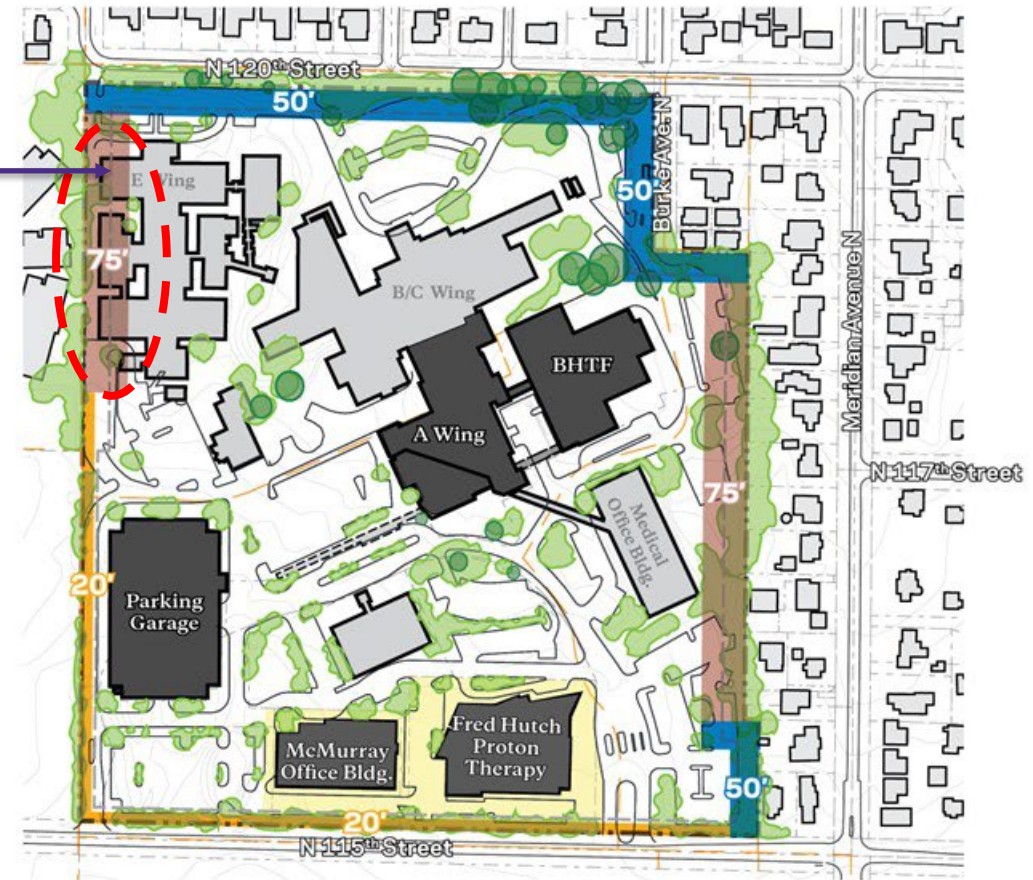 N 120th Street
50'
50'
Burke Ave. N
E Wing
75'
B/C Wing
BHTF
Meridian Avenue N
A Wing
N 117th Street
75'
Medical
Office Bldg.
20'
Parking
Garage
McMurray
Office Bldg.
Fred Hutch
Proton
Therapy
50'
20'
N 115th Street